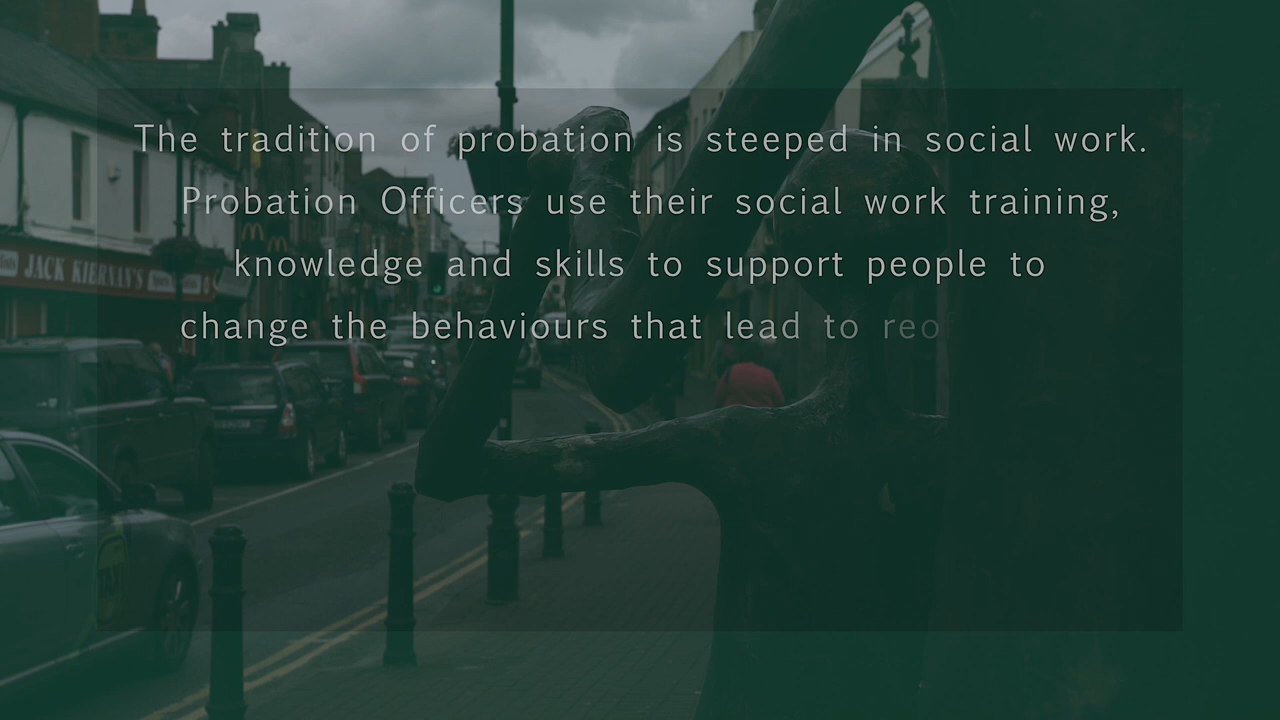 The tradition of probation is steeped in social work.
Probation Officers use their social work training,
knowledge and skills to support people to
change the behaviours that lead to reo
JACK KIERNAN'S
TAXI